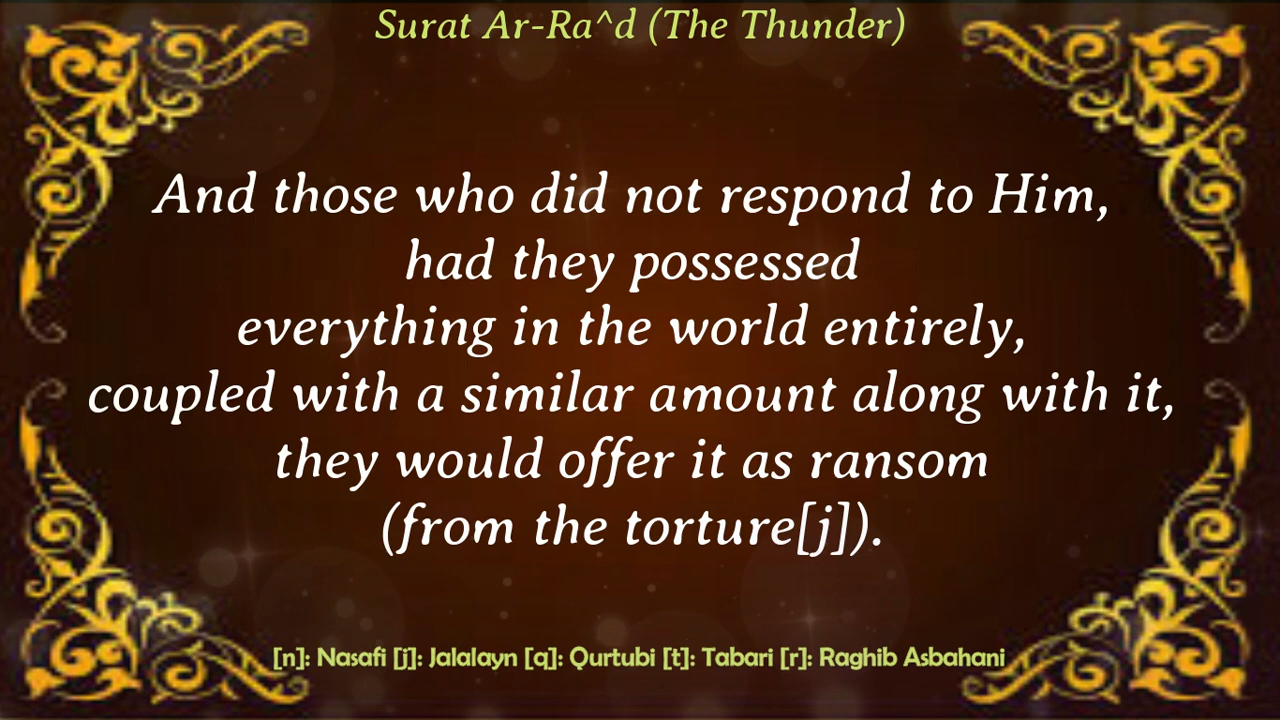 Surat Ar-Ra^d (The Thunder)
And those who did not respond to Him,
had they possessed
everything in the world entirely,
coupled with a similar amount along with it,
they would offer it as ransom
(from the torture[j]).
[n]: Nasafi [j]: Jalalayn [q]: Qurtubi [t]: Tabari [r]: Raghib Asbahani